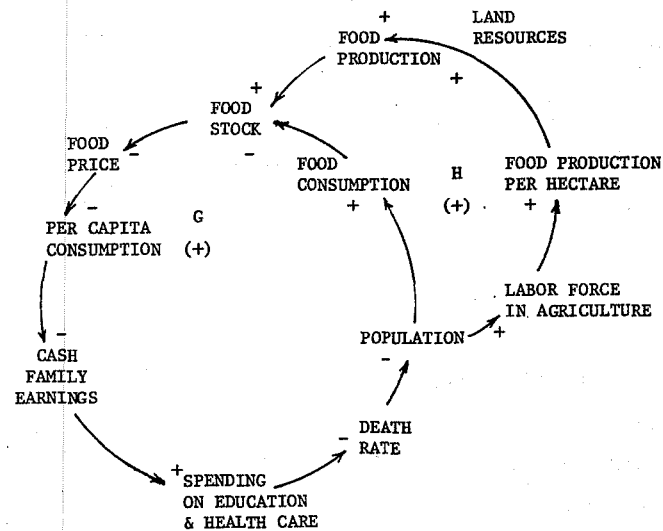 +
LAND
RESOURCES
FOOD
PRODUCTION
+
+
FOOD
STOCK
-
FOOD
PRICE -
FOOD
CONSUMPTION
+
H
(+)
FOOD PRODUCTION
PER HECTARE
+
-
PER CAPITA
CONSUMPTION
G
(+)
LABOR FORCE
IN AGRICULTURE
+
POPULATION
-
-
CASH
FAMILY
EARNINGS
-
DEATH
RATE
+
SPENDING
ON EDUCATION
& HEALTH CARE